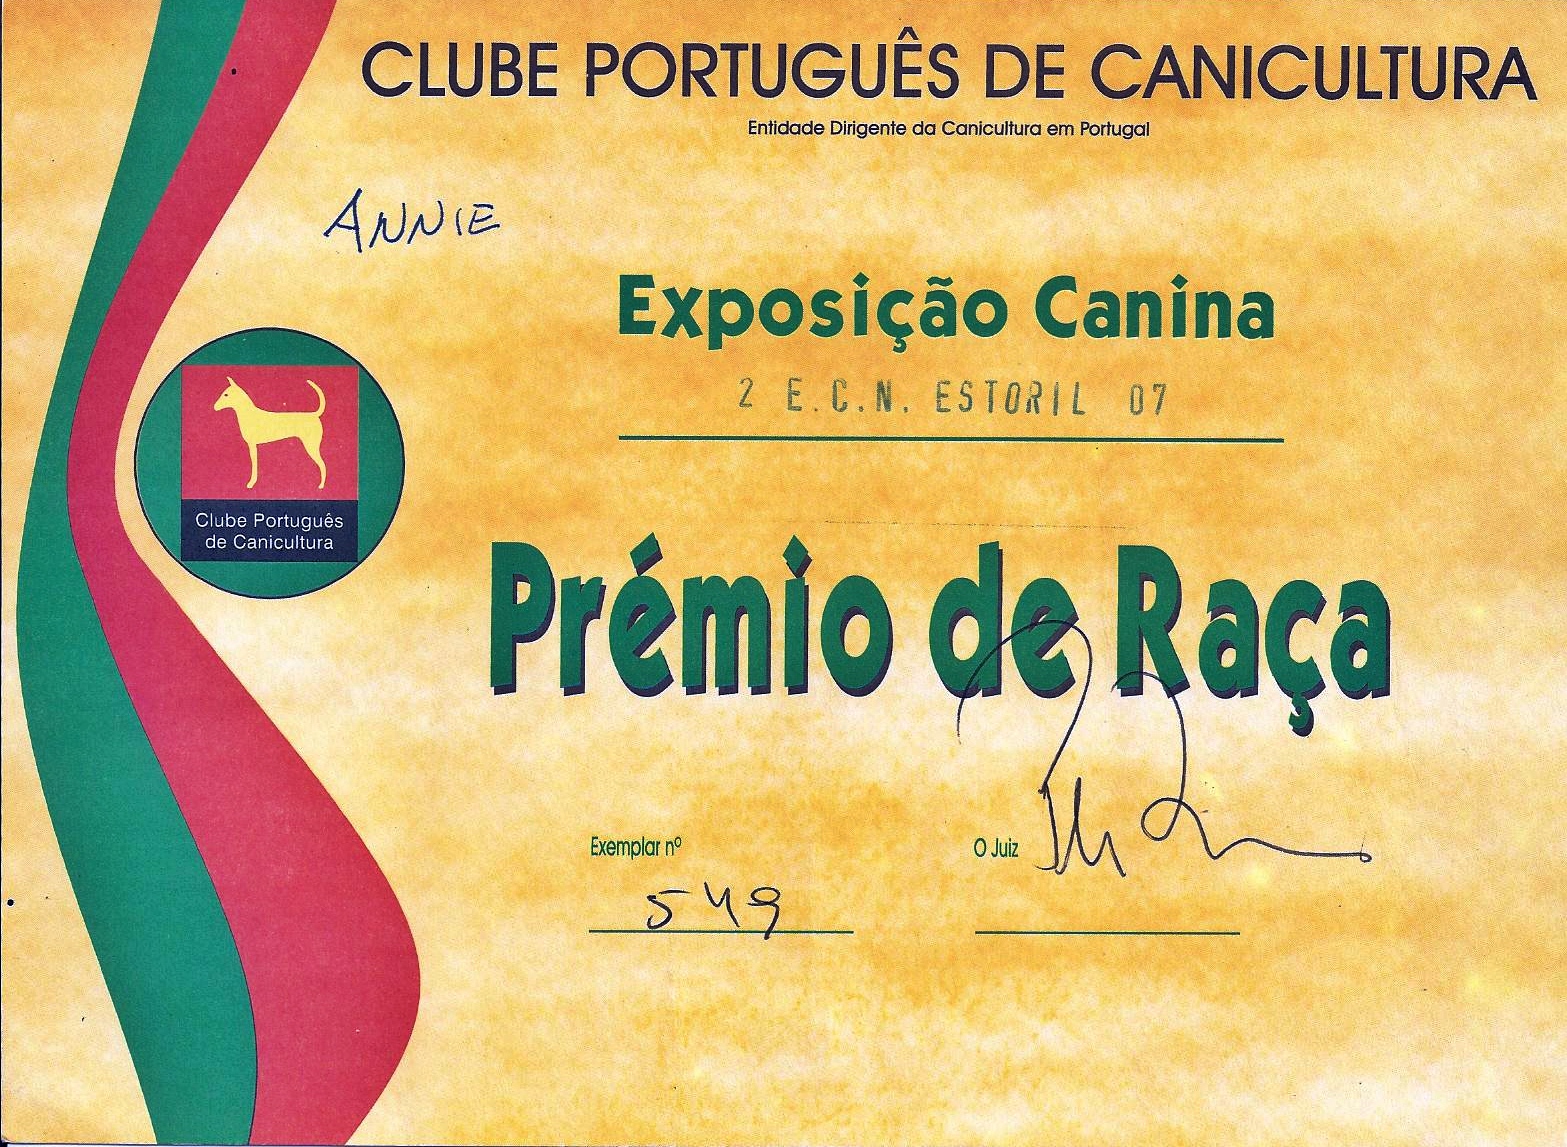 CLUBE PORTUGUÊS DE CANICULTURA
Entidade Dirigente da Canicultura em Portugal
ANNIE
Exposição Canina
2 E.C.N. ESTORIL 07
Clube Português
de Canicultura
Prémio de Raça
Exemplar nº
549
O Juiz